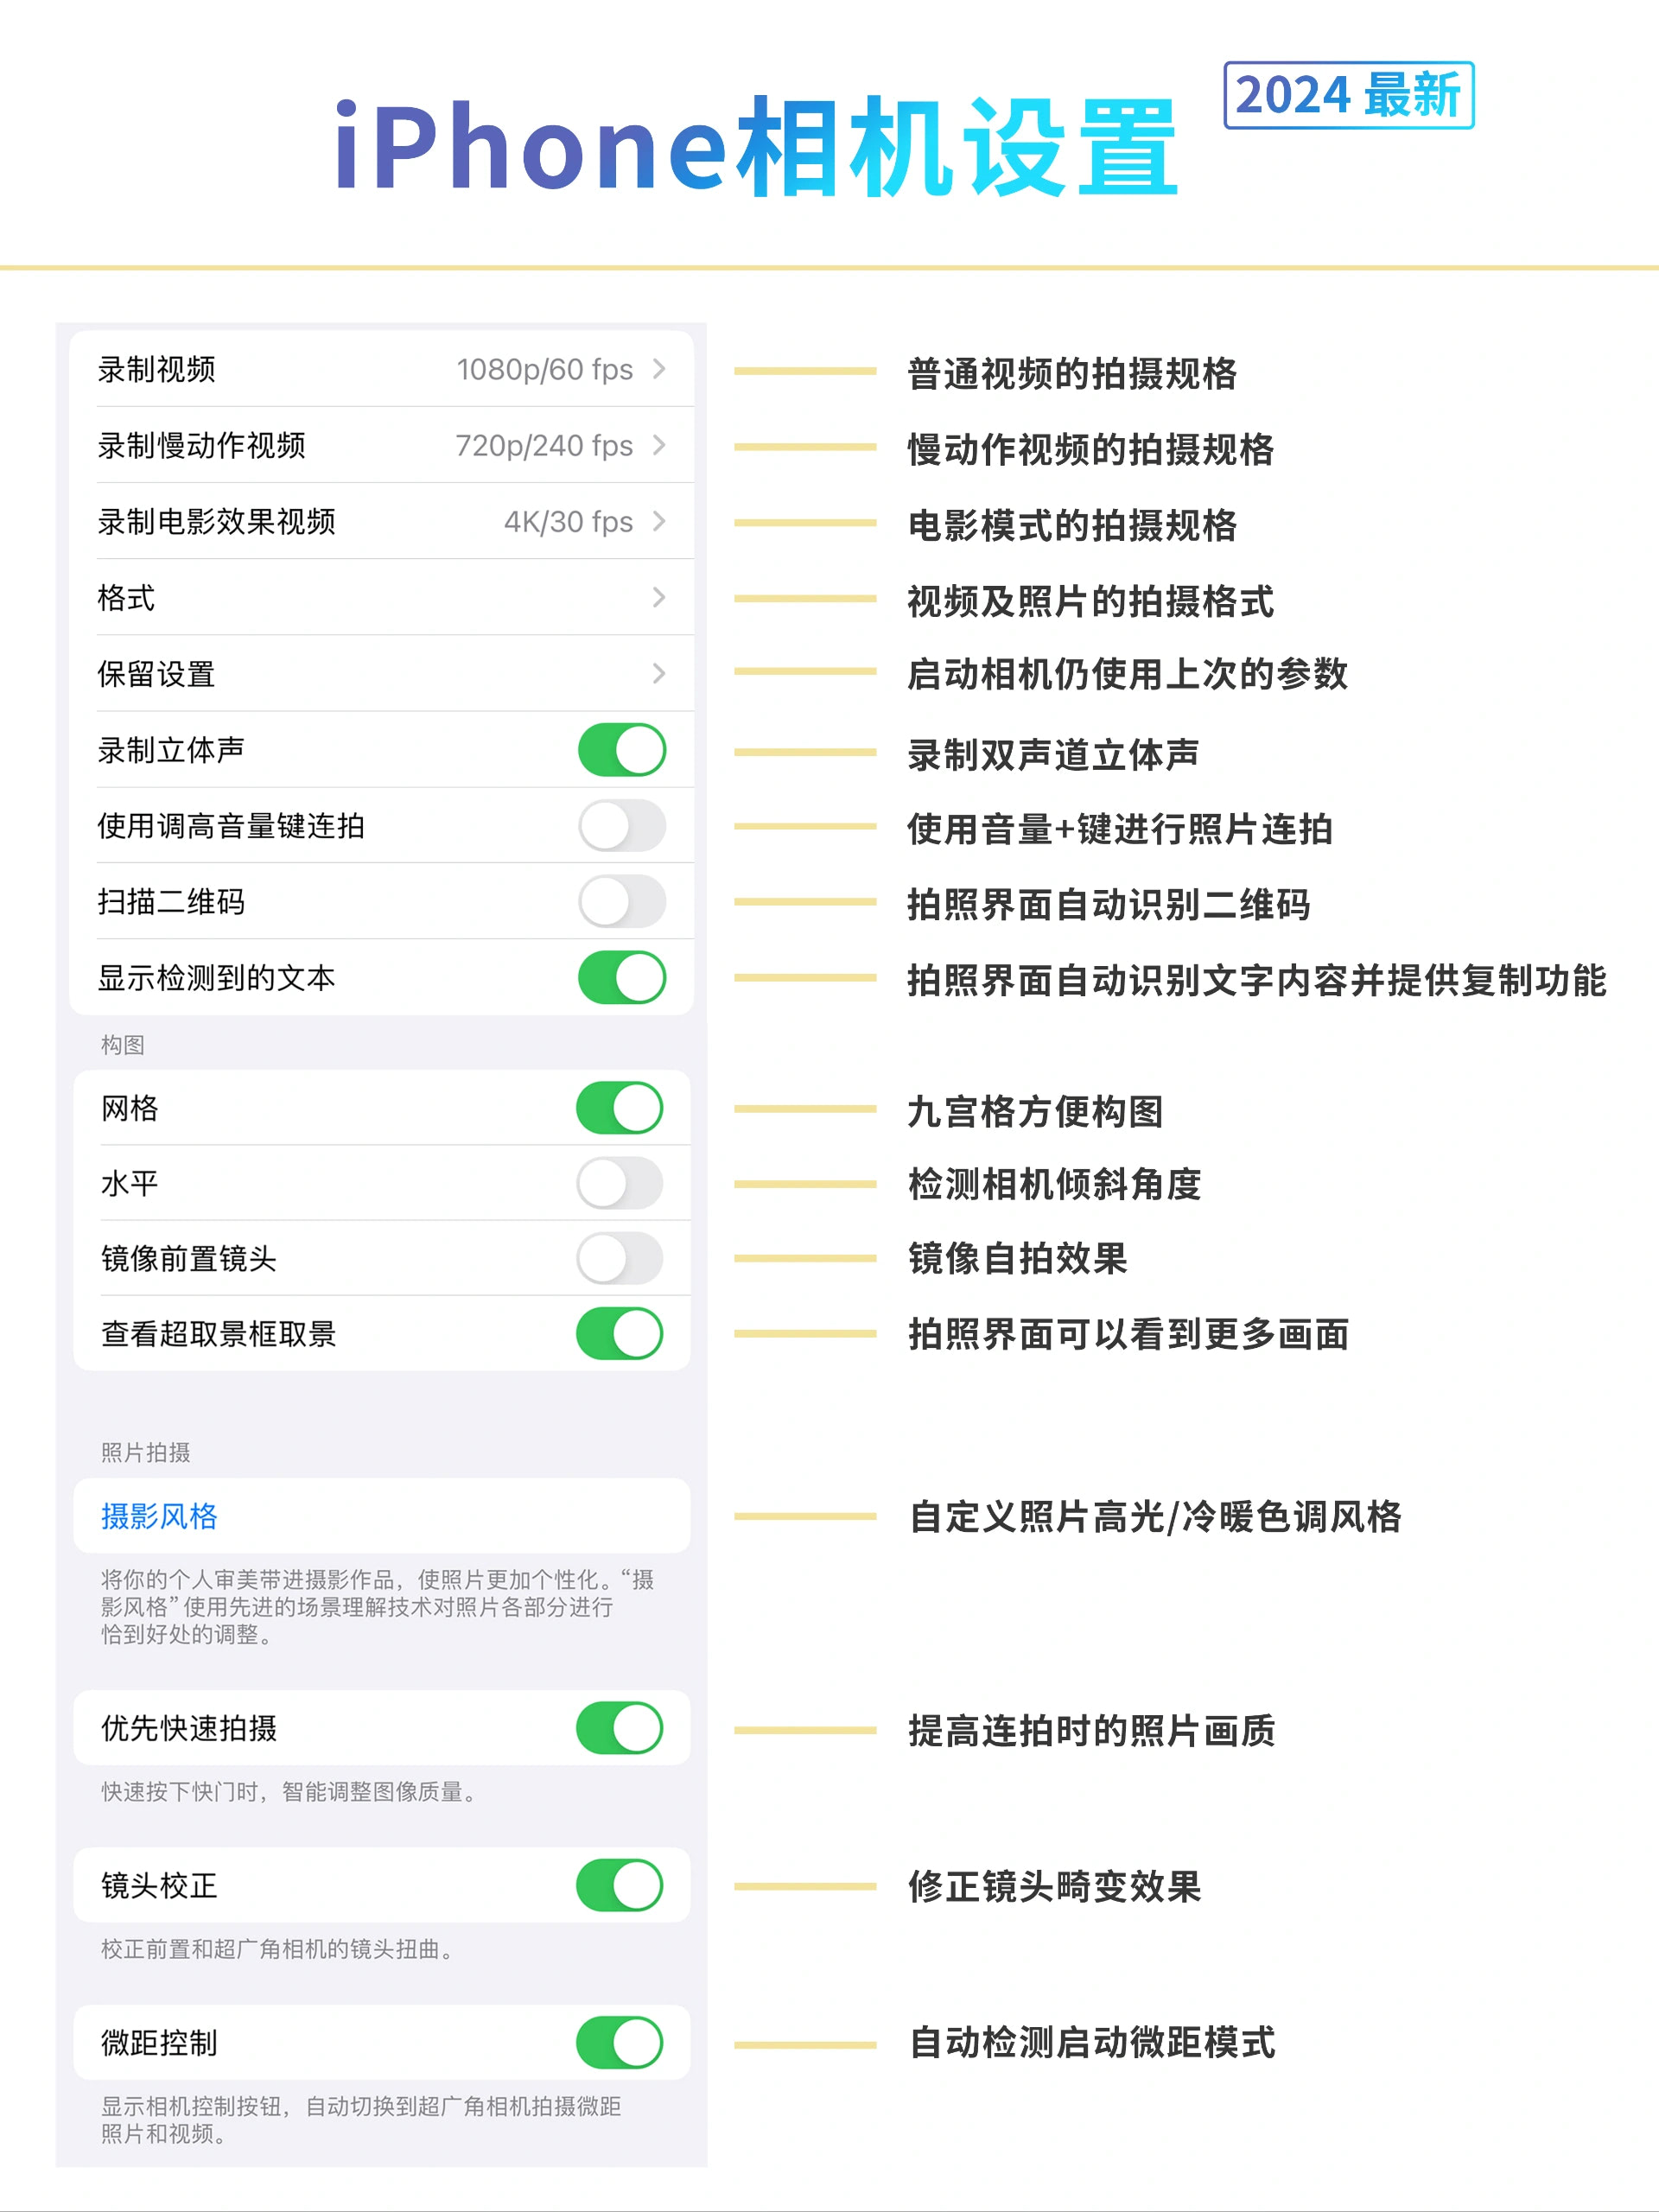 iPhone相机设置
2024 最新
录制视频 1080p/60 fps
普通视频的拍摄规格
录制慢动作视频 720p/240 fps
慢动作视频的拍摄规格
录制电影效果视频 4K/30 fps
电影模式的拍摄规格
格式
视频及照片的拍摄格式
保留设置
启动相机仍使用上次的参数
录制立体声
录制双声道立体声
使用调高音量键连拍
使用音量+键进行照片连拍
扫描二维码
拍照界面自动识别二维码
显示检测到的文本
拍照界面自动识别文字内容并提供复制功能
构图
网格
九宫格方便构图
水平
检测相机倾斜角度
镜像前置镜头
镜像自拍效果
查看超取景框取景
拍照界面可以看到更多画面
照片拍摄
摄影风格
自定义照片高光/冷暖色调风格
将你的个人审美带进摄影作品，使照片更加个性化。“摄
影风格”使用先进的场景理解技术对照片各部分进行
恰到好处的调整。
优先快速拍摄
提高连拍时的照片画质
快速按下快门时，智能调整图像质量。
镜头校正
修正镜头畸变效果
校正前置和超广角相机的镜头扭曲。
微距控制
自动检测启动微距模式
显示相机控制按钮，自动切换到超广角相机拍摄微距
照片和视频。